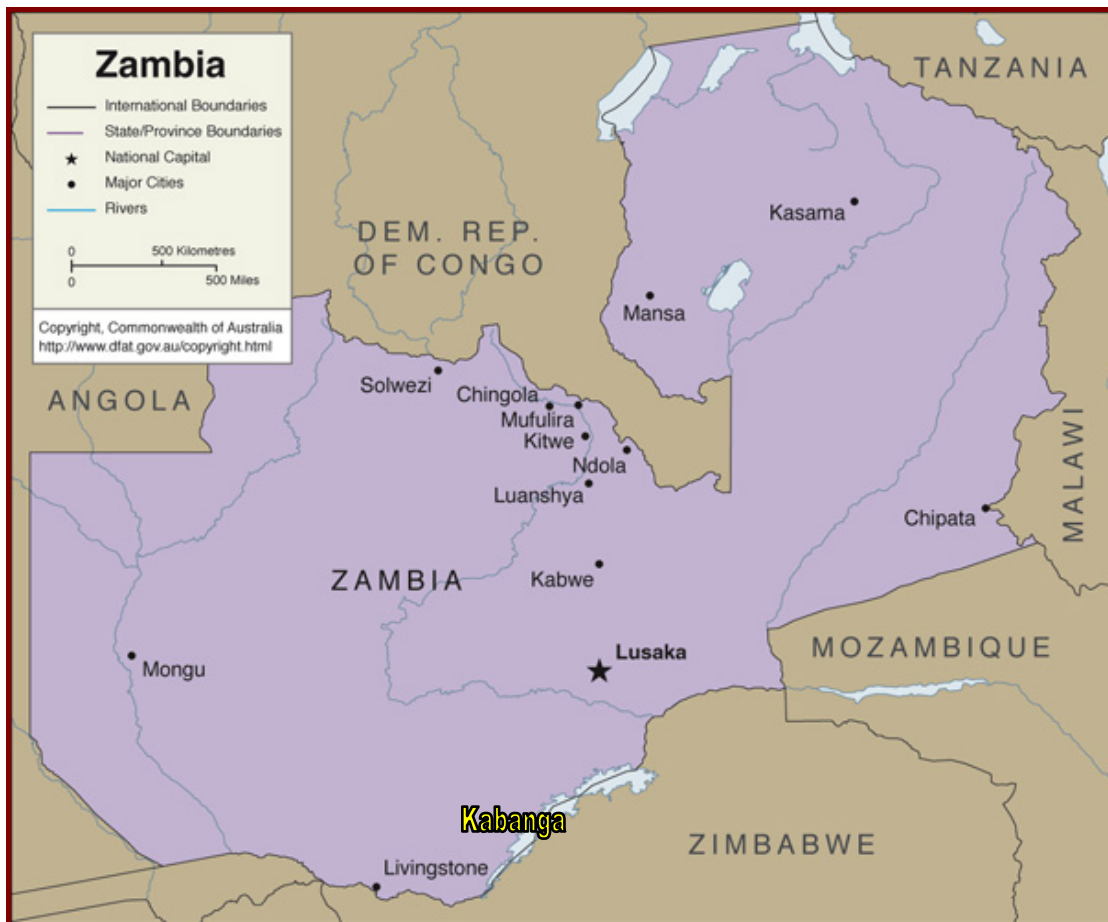 Zambia
International Boundaries
State/Province Boundaries
National Capital
Major Cities
Rivers
0 500 Kilometres
0 500 Miles
Copyright, Commonwealth of Australia
http://www.dfat.gov.au/copyright.html
TANZANIA
DEM. REP.
OF CONGO
Kasama
Mansa
ANGOLA
Solwezi
Chingola
Mufulira
Kitwe
Ndola
Luanshya
MALAWI
Chipata
ZAMBIA
Kabwe
Lusaka
MOZAMBIQUE
Mongu
Kabanga
ZIMBABWE
Livingstone